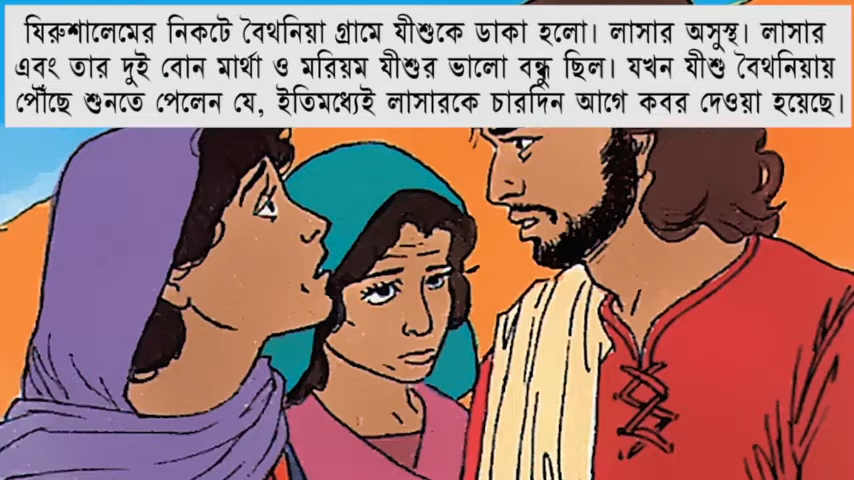 যিরুশালেমের নিকটে বৈথনিয়া গ্রামে যীশুকে ডাকা হলো। লাসার অসুস্থ। লাসার
এবং তার দুই বোন মার্থা ও মরিয়ম যীশুর ভালো বন্ধু ছিল। যখন যীশু বৈথনিয়ায়
পৌঁছে শুনতে পেলেন যে, ইতিমধ্যেই লাসারকে চারদিন আগে কবর দেওয়া হয়েছে।